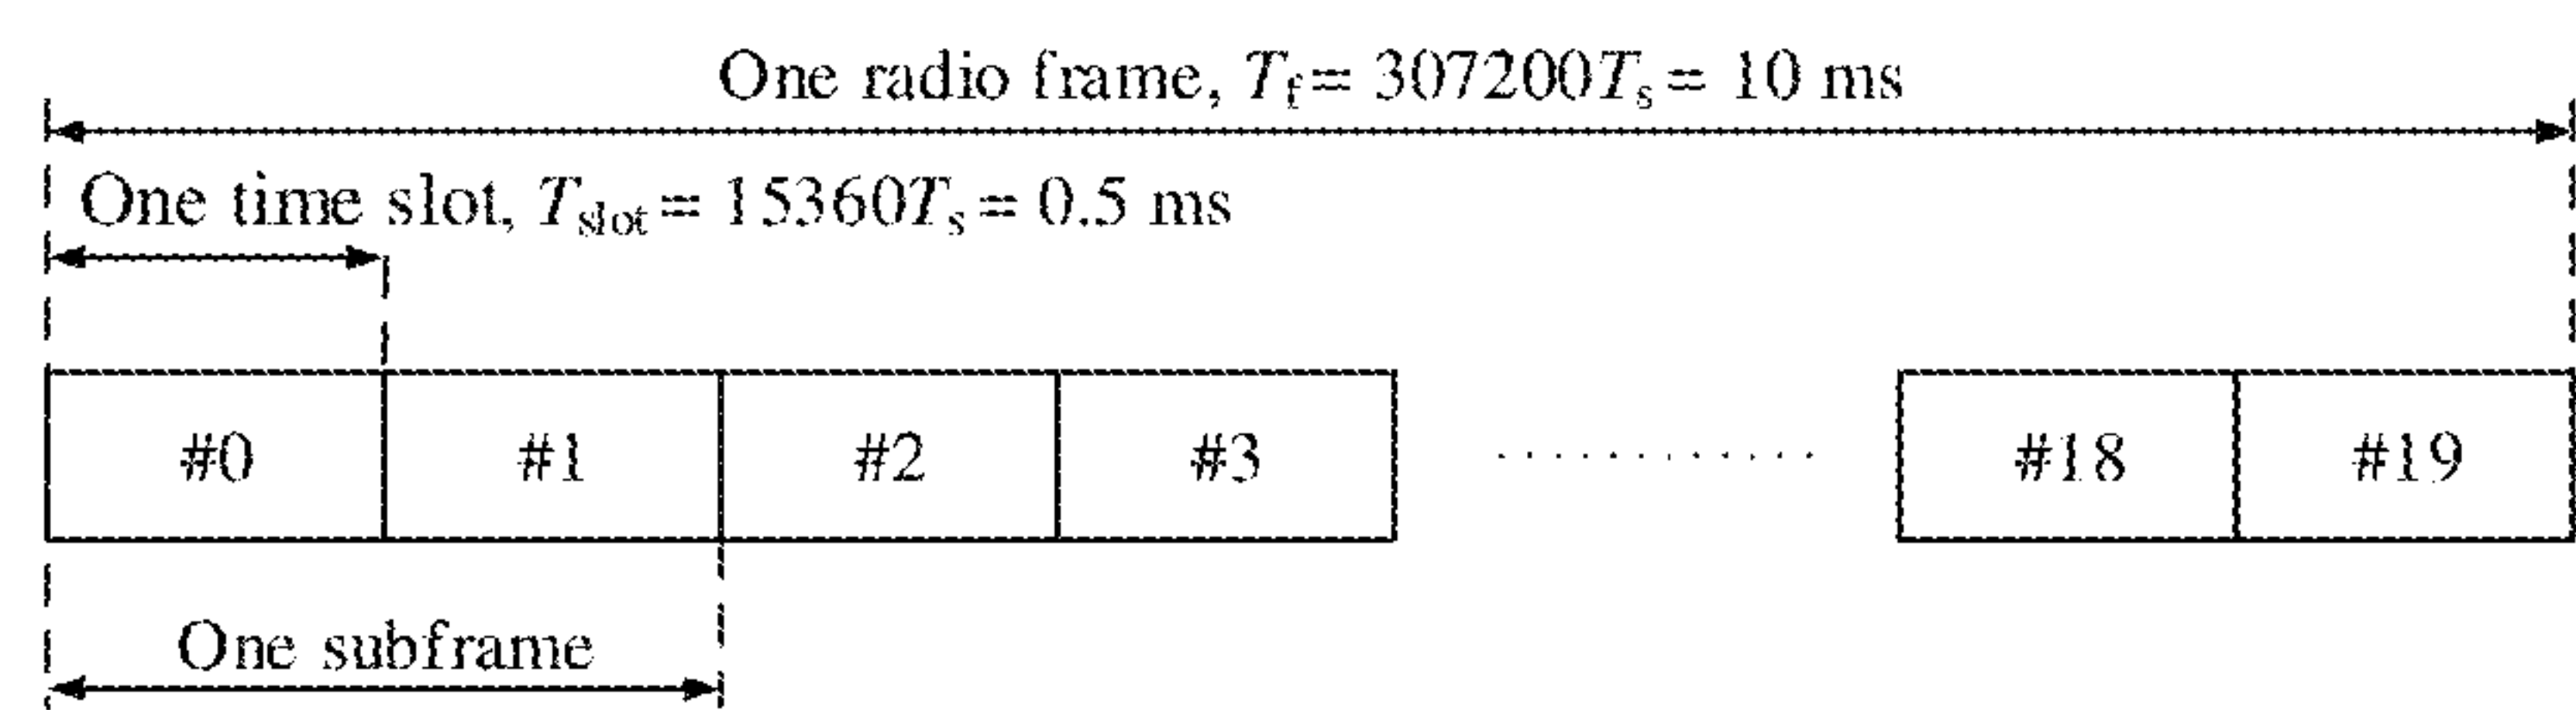 One radio frame, Tf = 307200Ts = 10 ms
One time slot, Tslot = 15360Ts = 0.5 ms
#0 #1 #2 #3 ............ #18 #19
One subframe